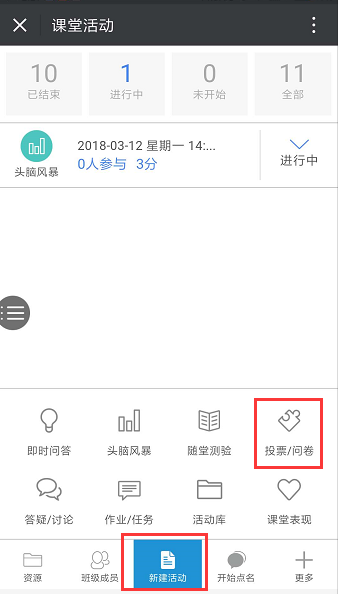 课堂活动
10 1 0 11
已结束 进行中 未开始 全部
2018-03-12 星期一 14:...
0人参与 3分
头脑风暴
进行中
即时问答 头脑风暴 随堂测验 投票/问卷
答疑/讨论 作业/任务 活动库 课堂表现
资源 班级成员 新建活动 开始点名 更多